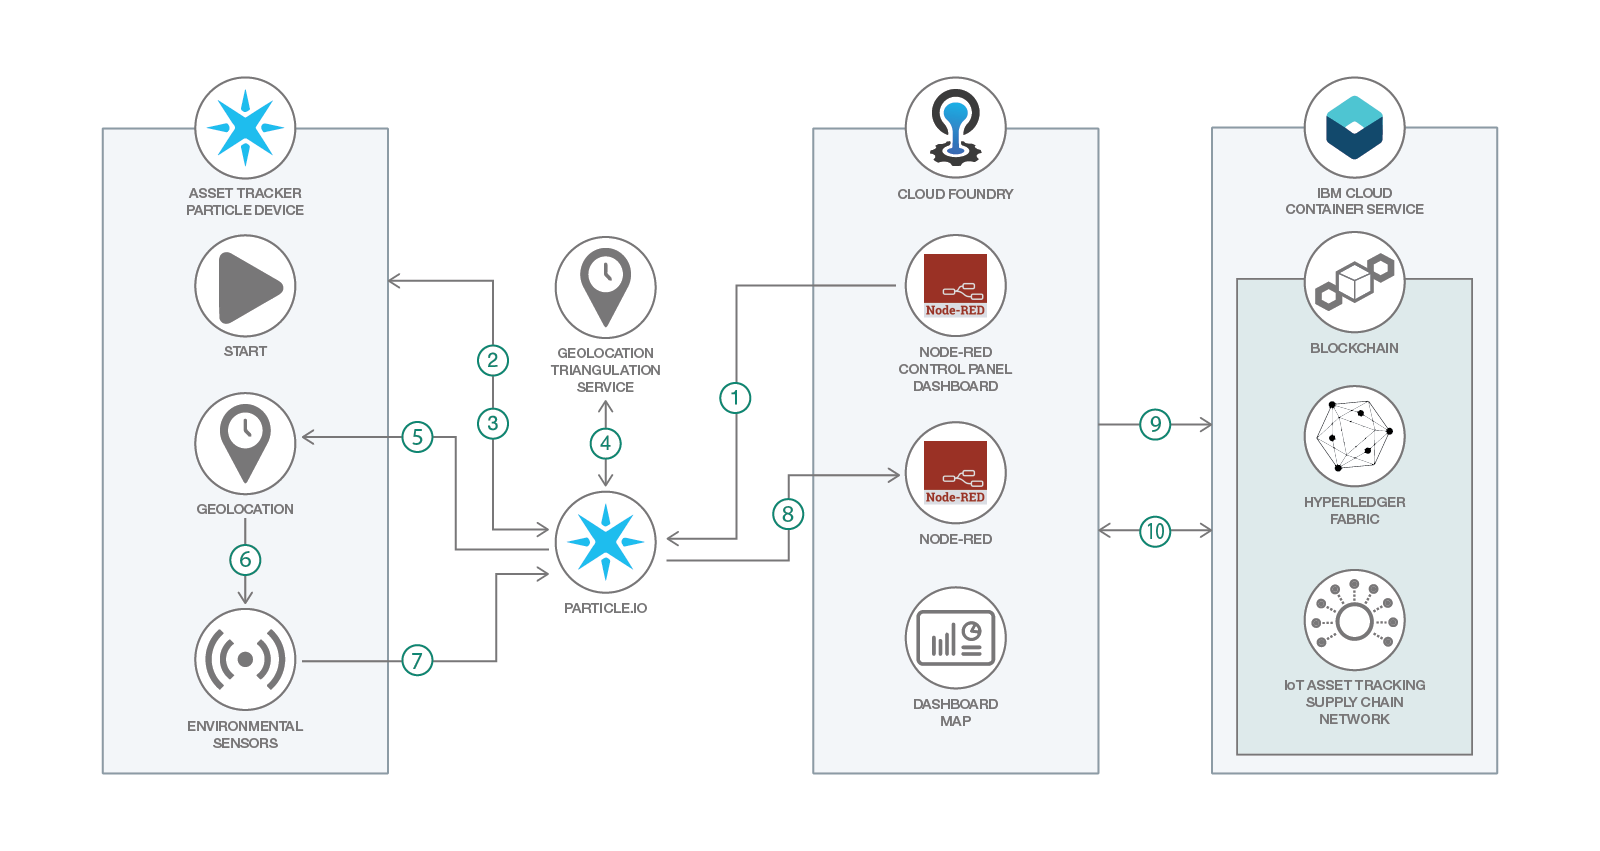 ASSET TRACKER
PARTICLE DEVICE
START
GEOLOCATION
6
ENVIRONMENTAL
SENSORS
2
3
5
7
GEOLOCATION
TRIANGULATION
SERVICE
4
PARTICLE.IO
1
8
CLOUD FOUNDRY
Node-RED
NODE-RED
CONTROL PANEL
DASHBOARD
Node-RED
NODE-RED
DASHBOARD
MAP
9
10
IBM CLOUD
CONTAINER SERVICE
BLOCKCHAIN
HYPERLEDGER
FABRIC
IoT ASSET TRACKING
SUPPLY CHAIN
NETWORK